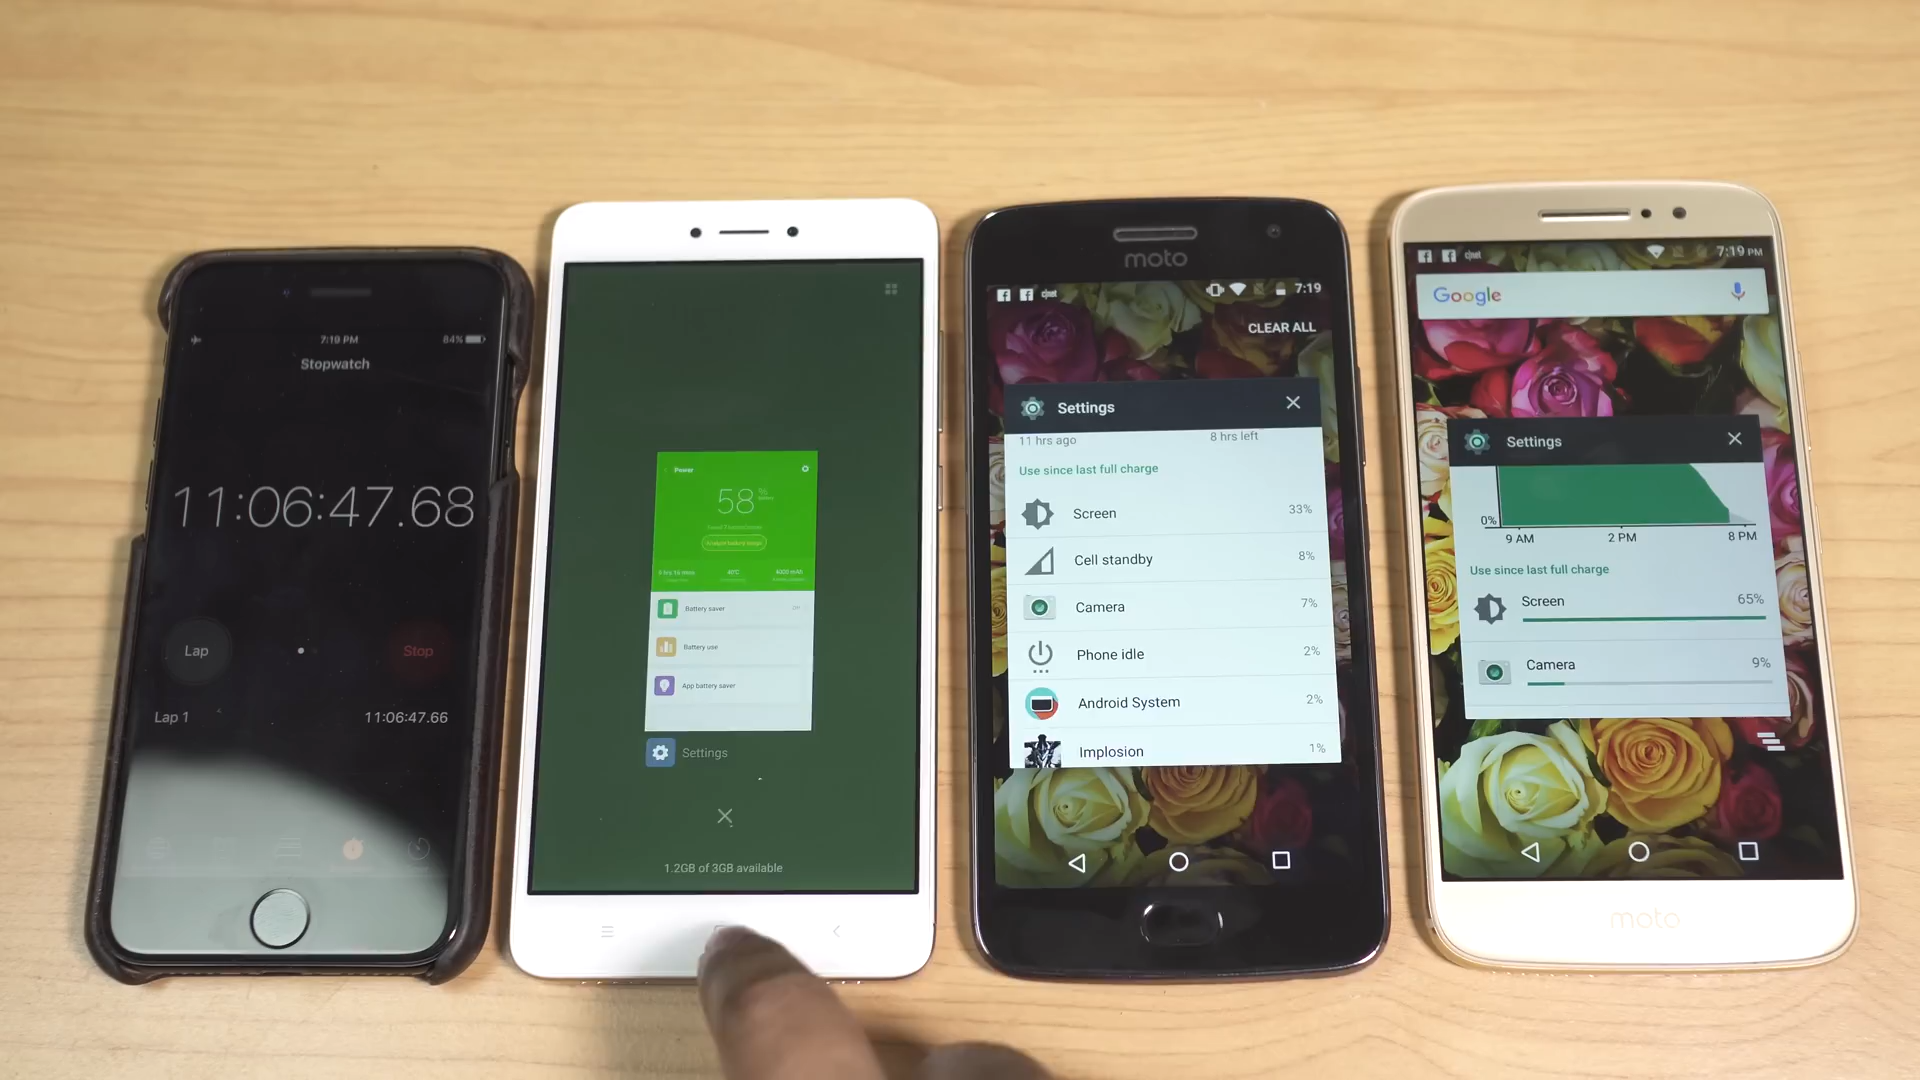 7:19 PM
84%
Stopwatch
11:06:47.68
Lap
Stop
Lap 1
11:06:47.66
Power
58 %
Battery saver
Battery use
App battery saver
Settings
1.2GB of 3GB available
moto
7:19
CLEAR ALL
Settings
11 hrs ago
8 hrs left
Use since last full charge
Screen
33%
Cell standby
8%
Camera
7%
Phone idle
2%
Android System
2%
Implosion
1%
7:19 PM
Google
Settings
0%
9 AM
2 PM
8 PM
Use since last full charge
Screen
65%
Camera
9%
moto